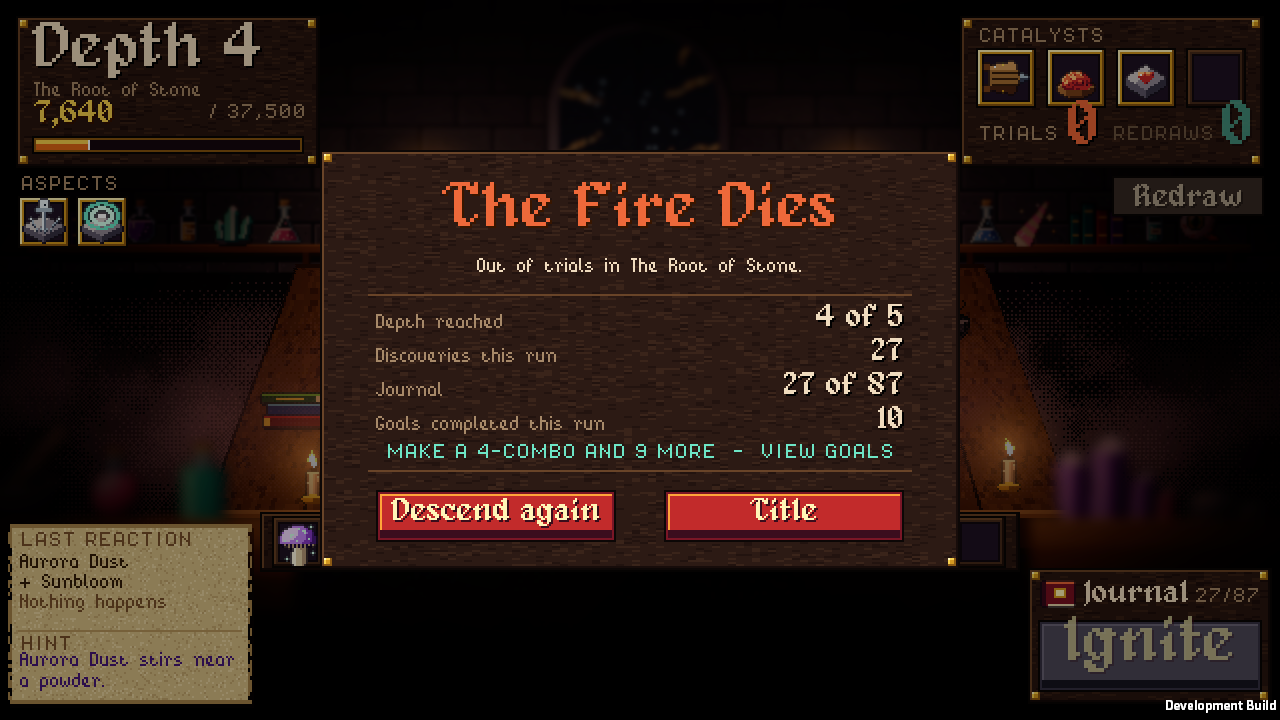 Depth 4
The Root of Stone
7,640 / 37,500
ASPECTS
CATALYSTS
TRIALS 0 REDRAWS 0
Redraw
The Fire Dies
Out of trials in The Root of Stone.
Depth reached 4 of 5
Discoveries this run 27
Journal 27 of 87
Goals completed this run 10
MAKE A 4-COMBO AND 9 MORE - VIEW GOALS
Descend again
Title
LAST REACTION
Aurora Dust
+ Sunbloom
Nothing happens
HINT
Aurora Dust stirs near
a powder.
Journal 27/87
Ignite
Development Build